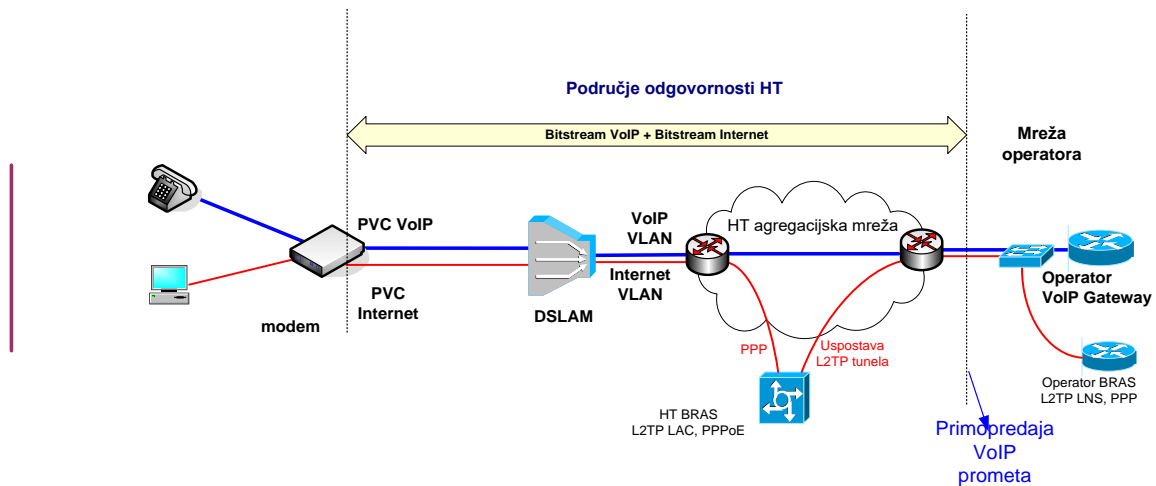 Područje odgovornosti HT
Bitstream VoIP + Bitstream Internet
Mreža
operatora
PVC VoIP
VoIP
VLAN
HT agregacijska mreža
PVC
Internet
Internet
VLAN
Operator
VoIP Gateway
modem
DSLAM
PPP
Uspostava
L2TP tunela
HT BRAS
L2TP LAC, PPPoE
Operator BRAS
L2TP LNS, PPP
Primopredaja
VoIP
prometa